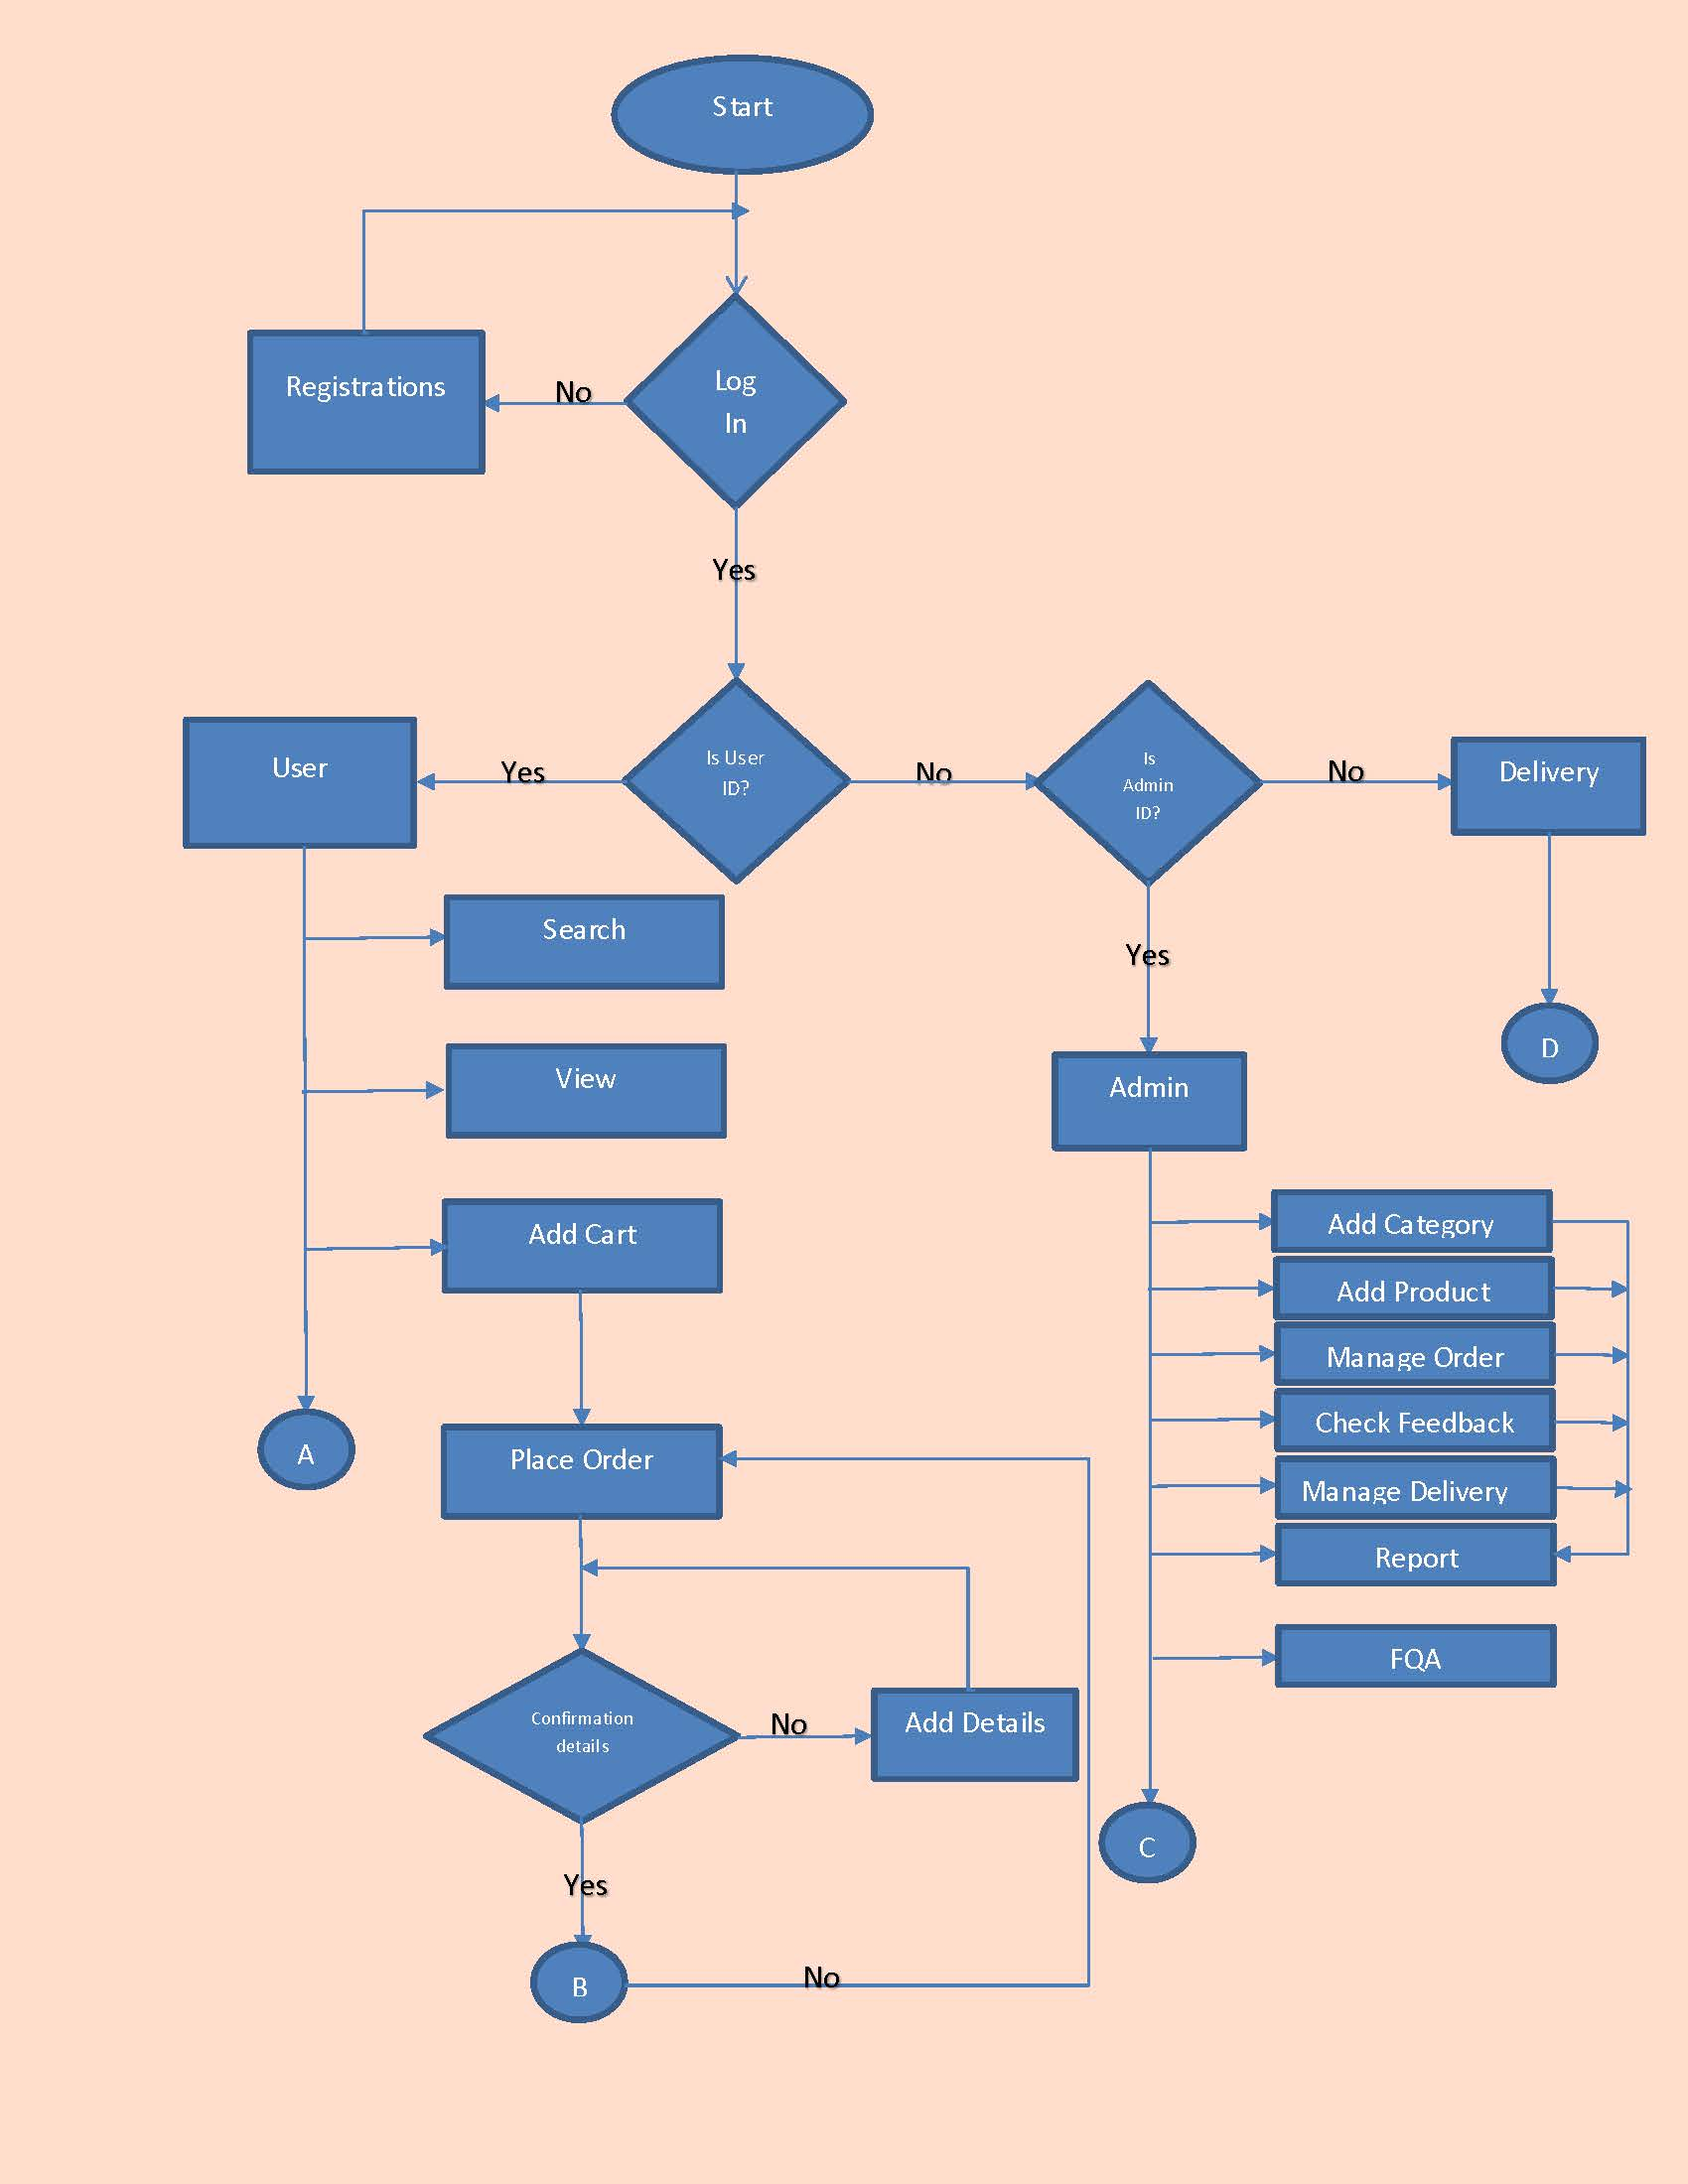 Start
Registrations
No
Log
In
Yes
User
Yes
Is User
ID?
No
Is
Admin
ID?
No
Delivery
Search
Yes
D
View
Admin
Add Cart
Add Category
Add Product
Manage Order
Check Feedback
Manage Delivery
Report
FQA
A
Place Order
Confirmation
details
No
Add Details
C
Yes
B
No